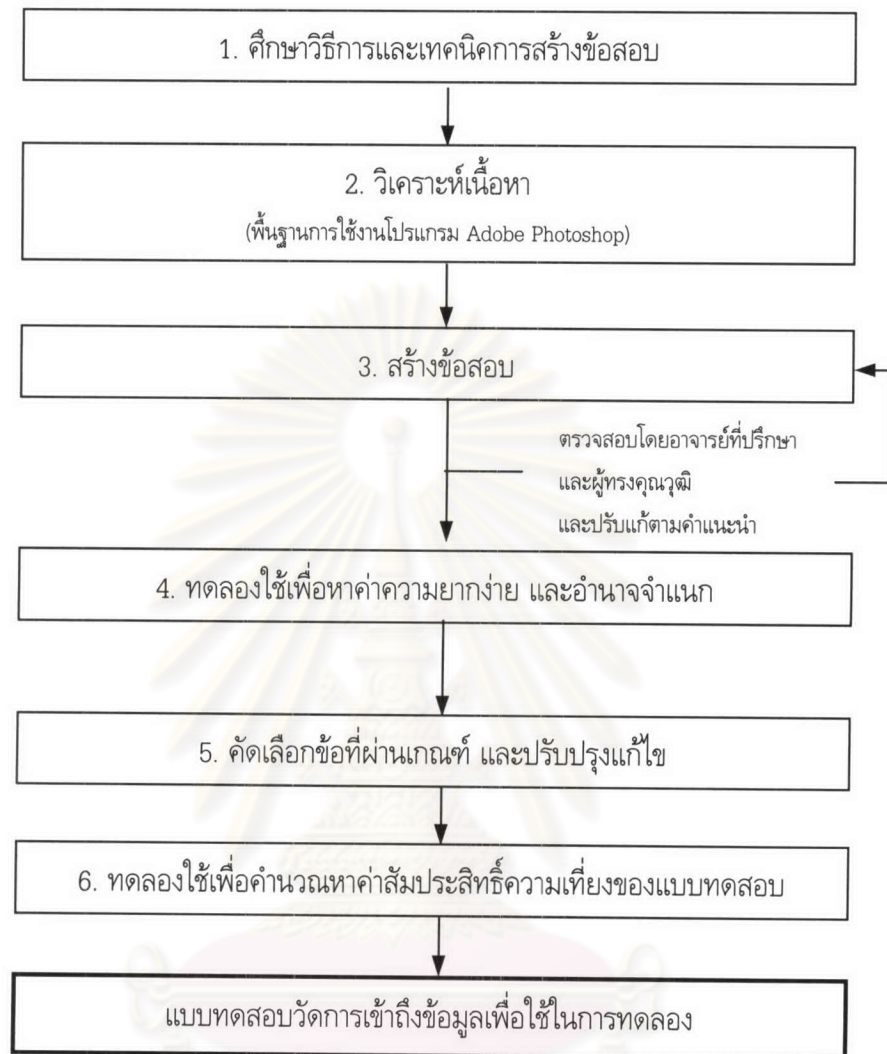 1. ศึกษาวิธีการและเทคนิคการสร้างข้อสอบ
2. วิเคราะห์เนื้อหา
(พื้นฐานการใช้งานโปรแกรม Adobe Photoshop)
3. สร้างข้อสอบ
ตรวจสอบโดยอาจารย์ที่ปรึกษา
และผู้ทรงคุณวุฒิ
และปรับแก้ตามคำแนะนำ
4. ทดลองใช้เพื่อหาค่าความยากง่าย และอำนาจจำแนก
5. คัดเลือกข้อที่ผ่านเกณฑ์ และปรับปรุงแก้ไข
6. ทดลองใช้เพื่อคำนวณหาค่าสัมประสิทธิ์ความเที่ยงของแบบทดสอบ
แบบทดสอบวัดการเข้าถึงข้อมูลเพื่อใช้ในการทดลอง